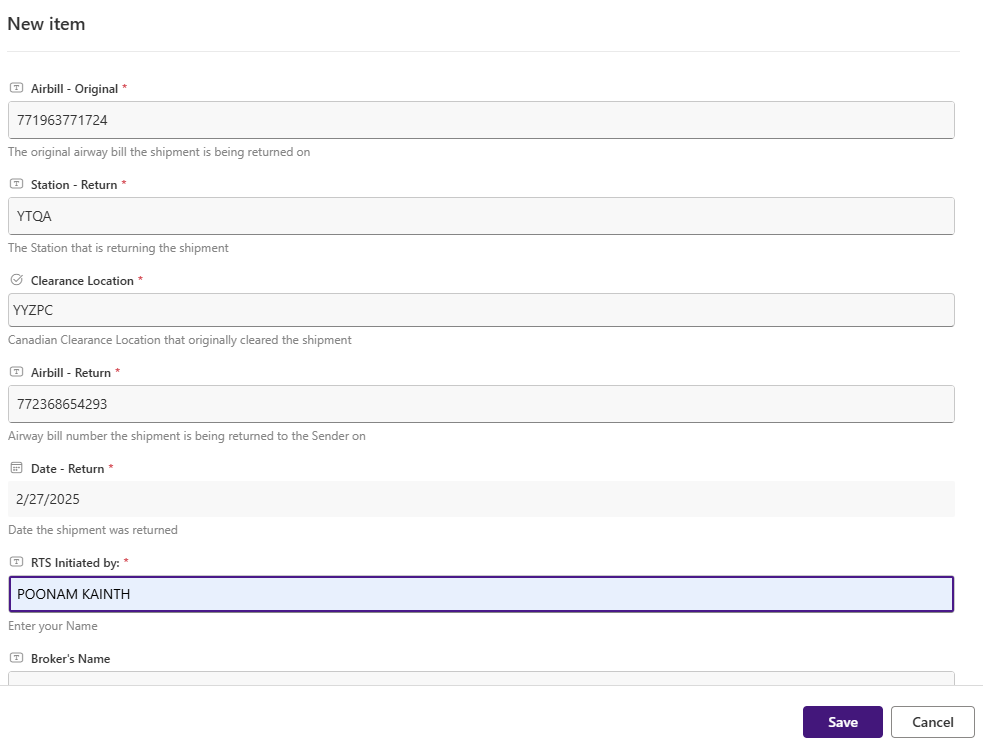 New item
Airbill - Original *
771963771724
The original airway bill the shipment is being returned on
Station - Return *
YTQA
The Station that is returning the shipment
Clearance Location *
YYZPC
Canadian Clearance Location that originally cleared the shipment
Airbill - Return *
772368654293
Airway bill number the shipment is being returned to the Sender on
Date - Return *
2/27/2025
Date the shipment was returned
RTS Initiated by: *
POONAM KAINTH
Enter your Name
Broker's Name
Save Cancel